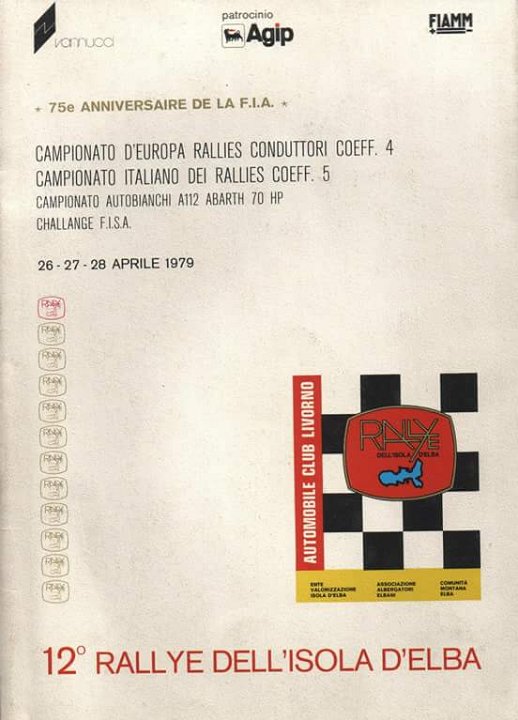 vannucci
patrocinio
Agip
FIAMM
* 75e ANNIVERSAIRE DE LA F.I.A. *
CAMPIONATO D'EUROPA RALLIES CONDUTTORI COEFF. 4
CAMPIONATO ITALIANO DEI RALLIES COEFF. 5
CAMPIONATO AUTOBIANCHI A112 ABARTH 70 HP
CHALLANGE F.I.S.A.
26 - 27 - 28 APRILE 1979
AUTOMOBILE CLUB LIVORNO
RALLYE
DELL'ISOLA D'ELBA
ENTE
VALORIZZAZIONE
ISOLA D'ELBA
ASSOCIAZIONE
ALBERGATORI
ELBANI
COMUNITA
MONTANA
ELBA
12° RALLYE DELL'ISOLA D'ELBA